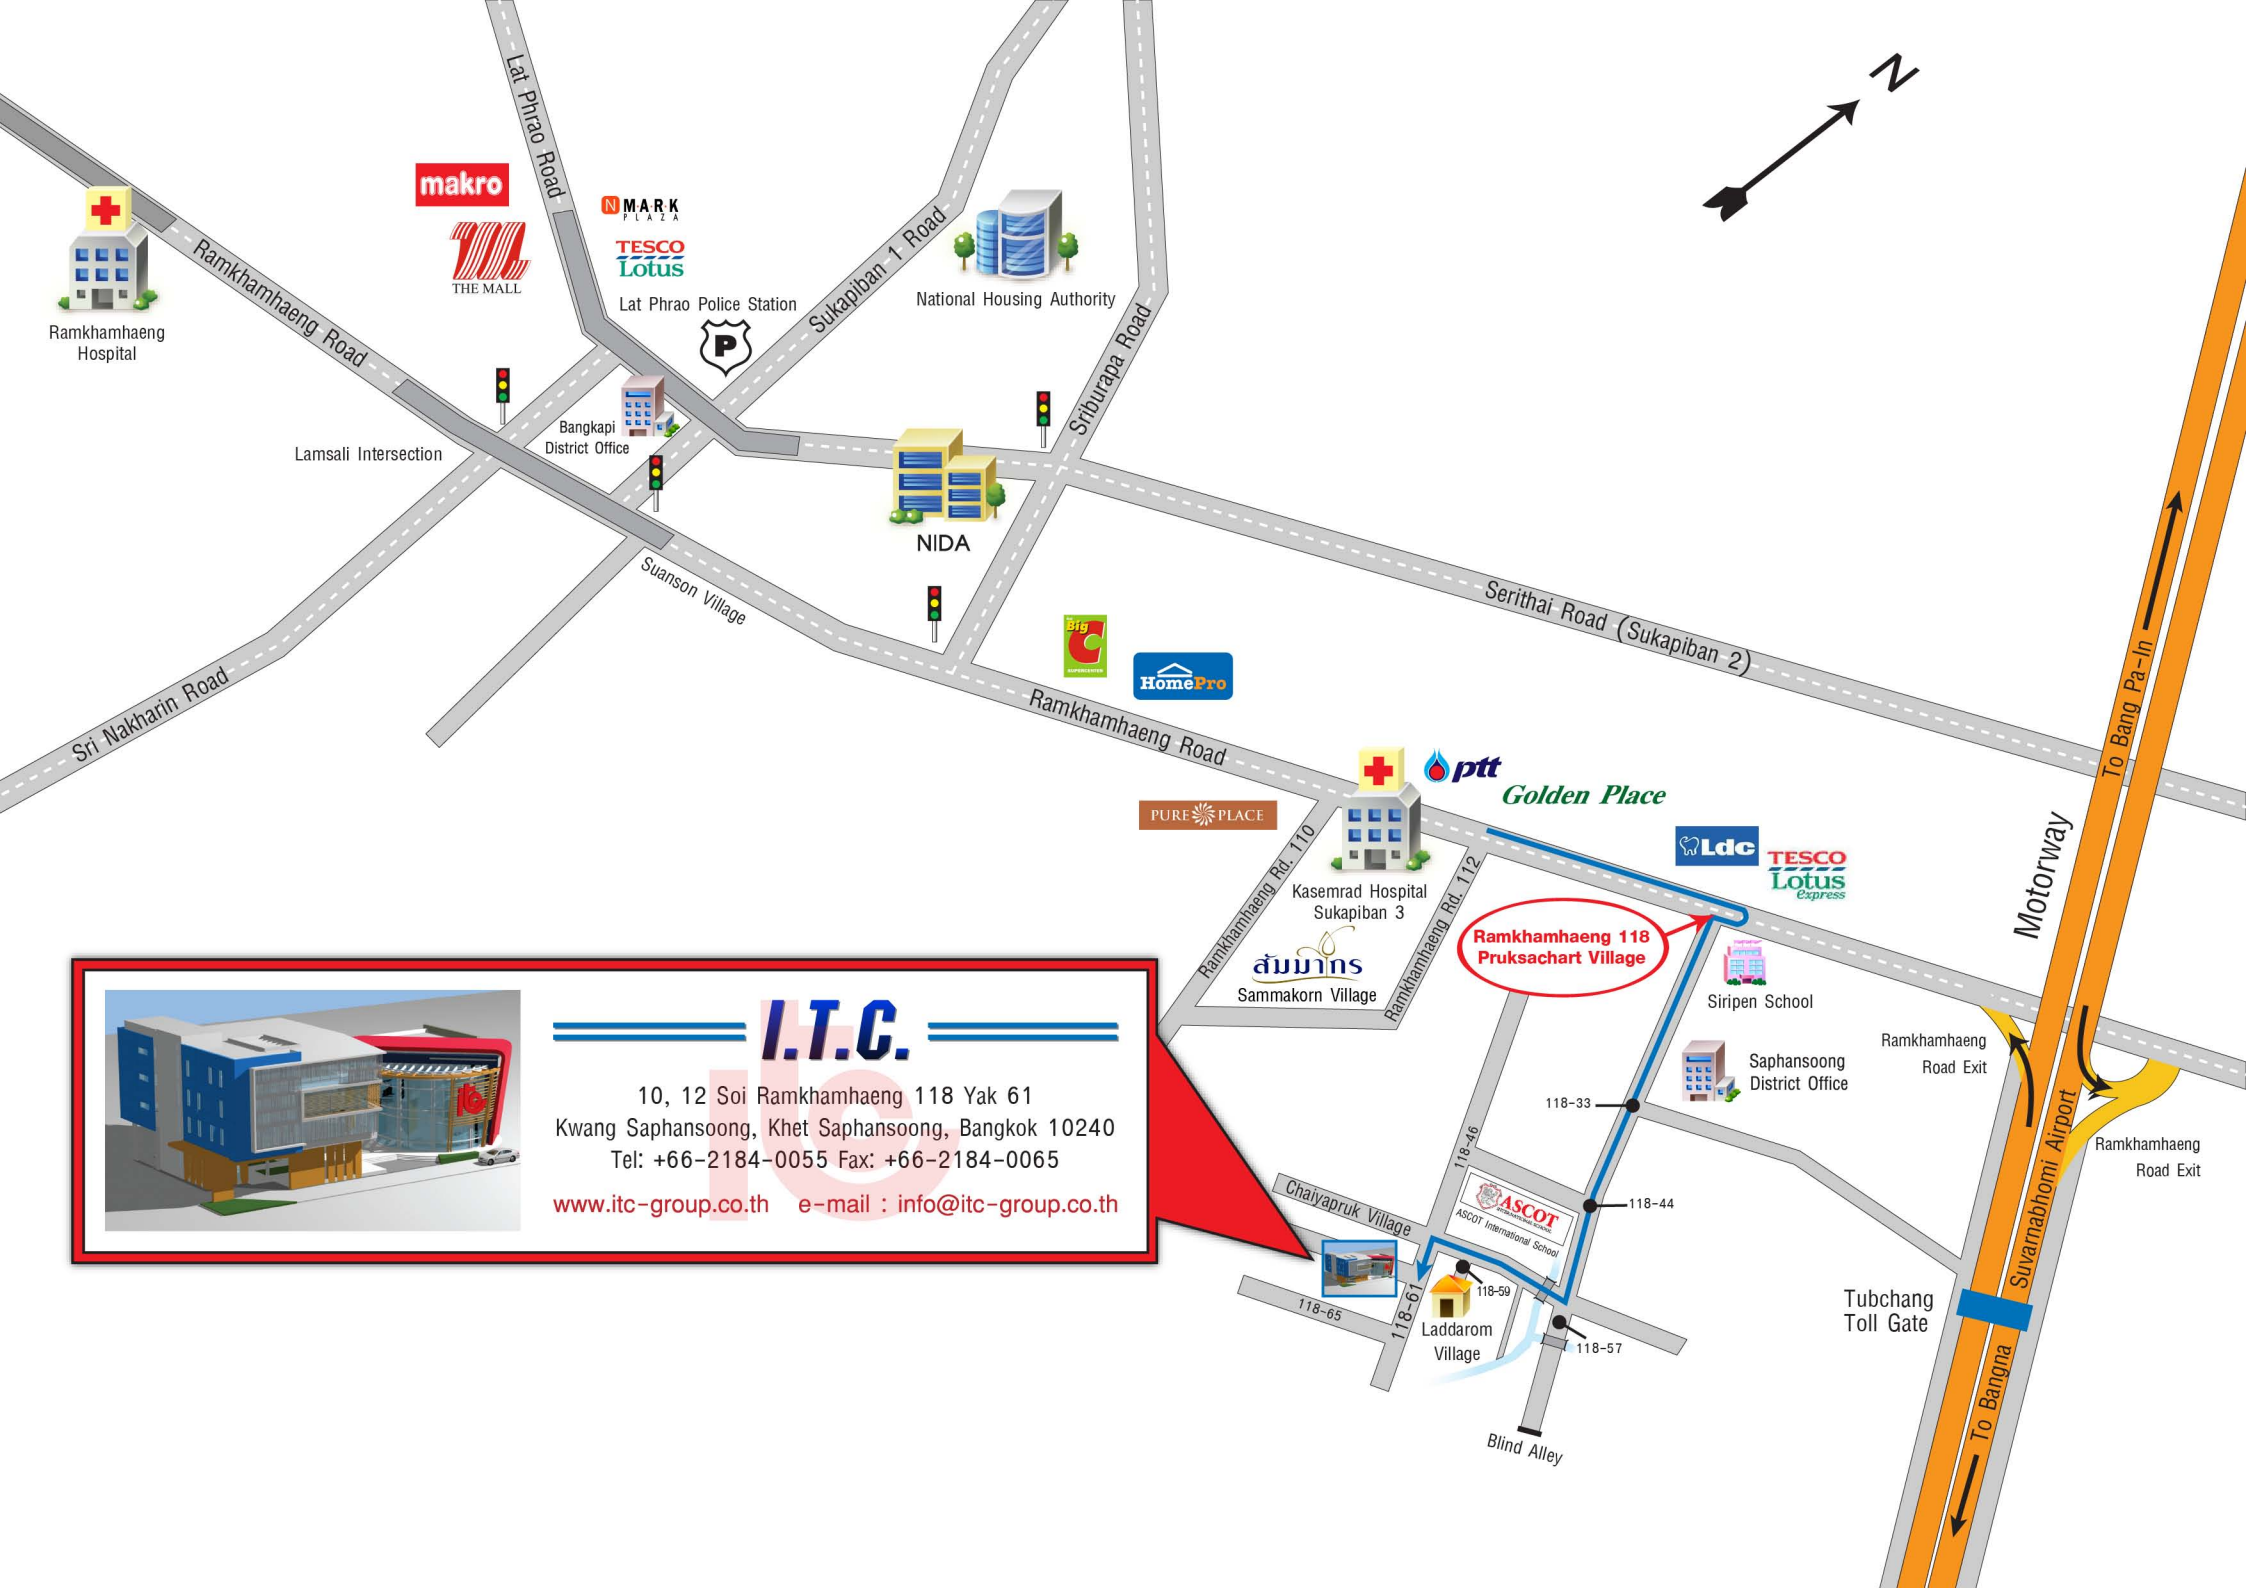 N
Lat Phrao Road
makro
THE MALL
N MARK
PLAZA
TESCO
Lotus
Lat Phrao Police Station
P
Sukapiban 1 Road
National Housing Authority
Sriburapa Road
Ramkhamhaeng
Hospital
Ramkhamhaeng Road
Lamsali Intersection
Bangkapi
District Office
NIDA
Suanson Village
Sri Nakharin Road
Serithai Road (Sukapiban 2)
To Bang Pa-In
Big
C
SUPERCENTER
HomePro
Ramkhamhaeng Road
ptt
Golden Place
PURE PLACE
Ramkhamhaeng Rd. 110
Kasemrad Hospital
Sukapiban 3
สัมมากร
Sammakorn Village
Ramkhamhaeng Rd. 112
Ldc
TESCO
Lotus
express
Motorway
Ramkhamhaeng 118
Pruksachart Village
Siripen School
Saphansoong
District Office
Ramkhamhaeng
Road Exit
Ramkhamhaeng
Road Exit
Suvarnabhomi Airport
118-33
118-46
118-44
ASCOT
INTERNATIONAL SCHOOL
ASCOT International School
Chaiyapruk Village
118-59
118-61
118-65
Laddarom
Village
118-57
Blind Alley
Tubchang
Toll Gate
To Bangna
itc
I.T.C.
10, 12 Soi Ramkhamhaeng 118 Yak 61
Kwang Saphansoong, Khet Saphansoong, Bangkok 10240
Tel: +66-2184-0055 Fax: +66-2184-0065
www.itc-group.co.th e-mail : info@itc-group.co.th
itc